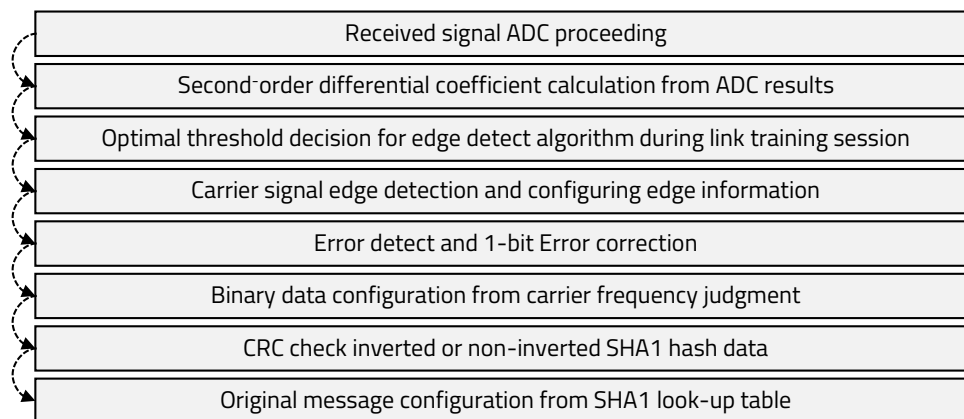 Received signal ADC proceeding
Second-order differential coefficient calculation from ADC results
Optimal threshold decision for edge detect algorithm during link training session
Carrier signal edge detection and configuring edge information
Error detect and 1-bit Error correction
Binary data configuration from carrier frequency judgment
CRC check inverted or non-inverted SHA1 hash data
Original message configuration from SHA1 look-up table